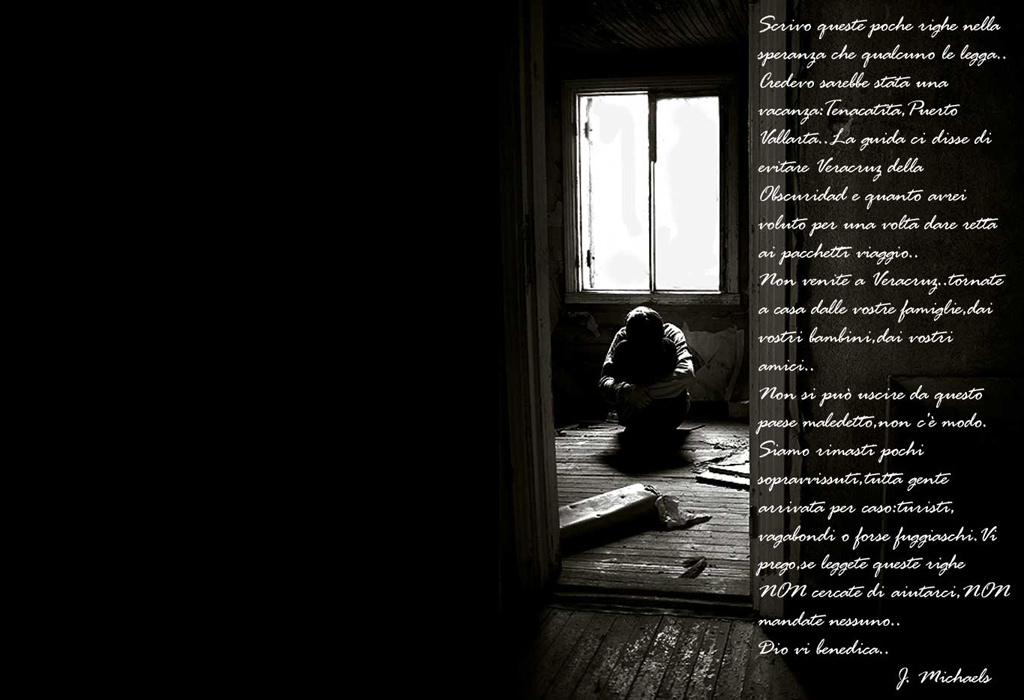 Scrivo queste poche righe nella
speranza che qualcuno le legga..
Credevo sarebbe stata una
vacanza:Tenacatita,Puerto
Vallarta..La guida ci disse di
evitare Veracruz della
Obscuridad e quanto avrei
voluto per una volta dare retta
ai pacchetti viaggio..
Non venite a Veracruz..tornate
a casa dalle vostre famiglie,dai
vostri bambini,dai vostri
amici..
Non si può uscire da questo
paese maledetto,non c'è modo.
Siamo rimasti pochi
sopravvissuti,tutta gente
arrivata per caso:turisti,
vagabondi o forse fuggiaschi.Vi
prego,se leggete queste righe
NON cercate di aiutarci,NON
mandate nessuno..
Dio vi benedica..
J. Michaels